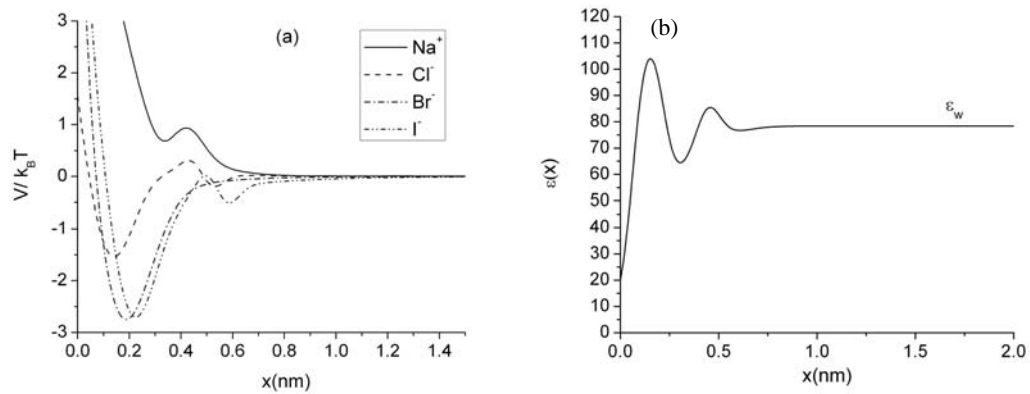 (a)
Na+
Cl-
Br-
I-
3
2
1
0
-1
-2
-3
V/ kBT
0.0 0.2 0.4 0.6 0.8 1.0 1.2 1.4
x(nm)
(b)
120
110
100
90
80
70
60
50
40
30
20
10
0
ε(x)
εw
0.0 0.5 1.0 1.5 2.0
x(nm)